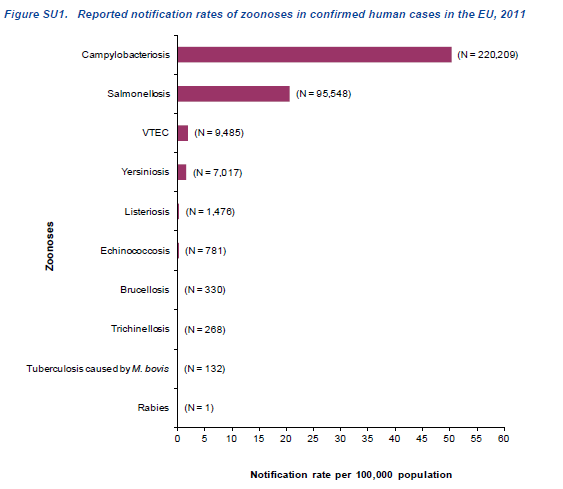 Figure SU1. Reported notification rates of zoonoses in confirmed human cases in the EU, 2011
Campylobacteriosis (N = 220,209)
Salmonellosis (N = 95,548)
VTEC (N = 9,485)
Yersiniosis (N = 7,017)
Listeriosis (N = 1,476)
Echinococcosis (N = 781)
Brucellosis (N = 330)
Trichinellosis (N = 268)
Tuberculosis caused by M. bovis (N = 132)
Rabies (N = 1)
Zoonoses
0 5 10 15 20 25 30 35 40 45 50 55 60
Notification rate per 100,000 population